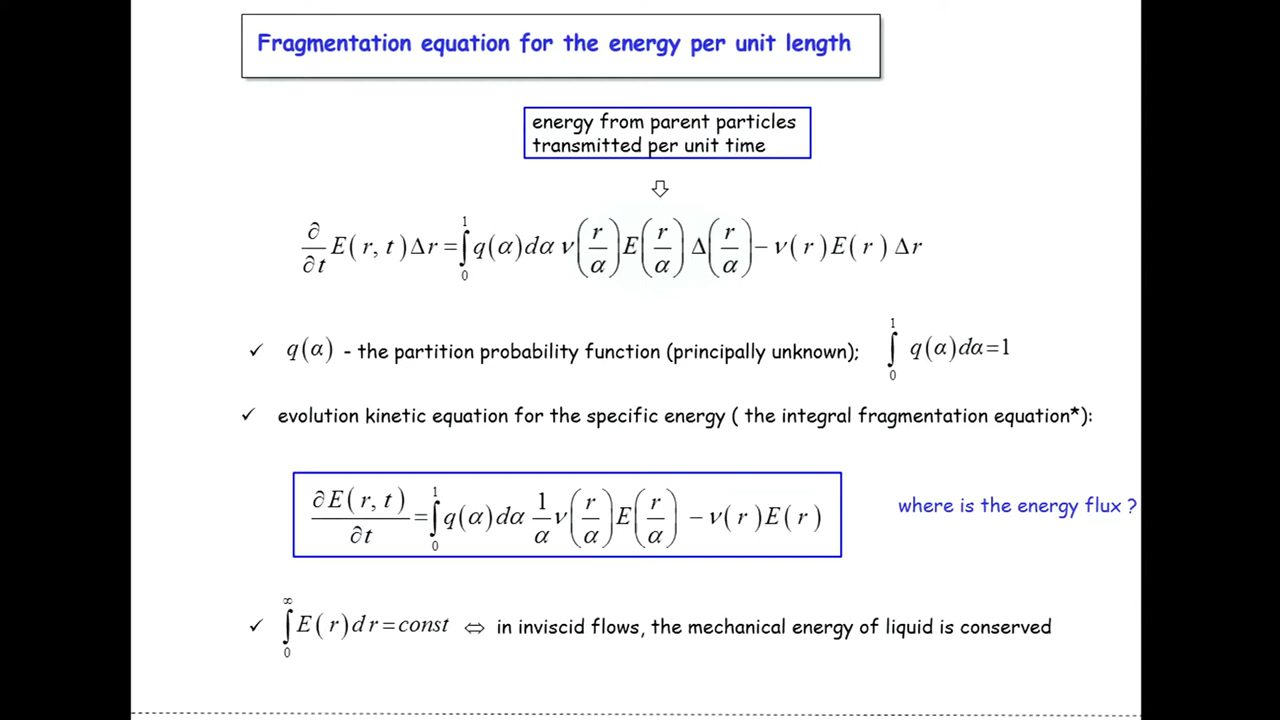 Fragmentation equation for the energy per unit length
energy from parent particles
transmitted per unit time
∂/∂t E(r, t) Δr = ∫₀¹ q(α)dα ν(r/α) E(r/α) Δ(r/α) − ν(r)E(r) Δr
✓ q(α) - the partition probability function (principally unknown); ∫₀¹ q(α)dα = 1
✓ evolution kinetic equation for the specific energy ( the integral fragmentation equation*):
∂E(r, t)/∂t = ∫₀¹ q(α)dα 1/α ν(r/α) E(r/α) − ν(r)E(r) where is the energy flux ?
✓ ∫₀^∞ E(r)dr = const ⇔ in inviscid flows, the mechanical energy of liquid is conserved